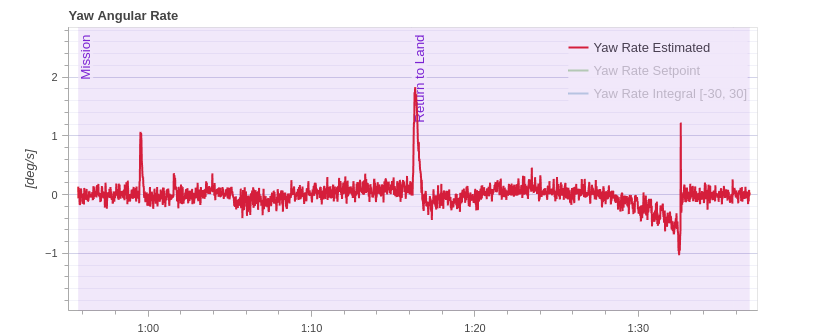 Yaw Angular Rate
Mission
Return to Land
Yaw Rate Estimated
Yaw Rate Setpoint
Yaw Rate Integral [-30, 30]
[deg/s]
2
1
0
−1
1:00
1:10
1:20
1:30